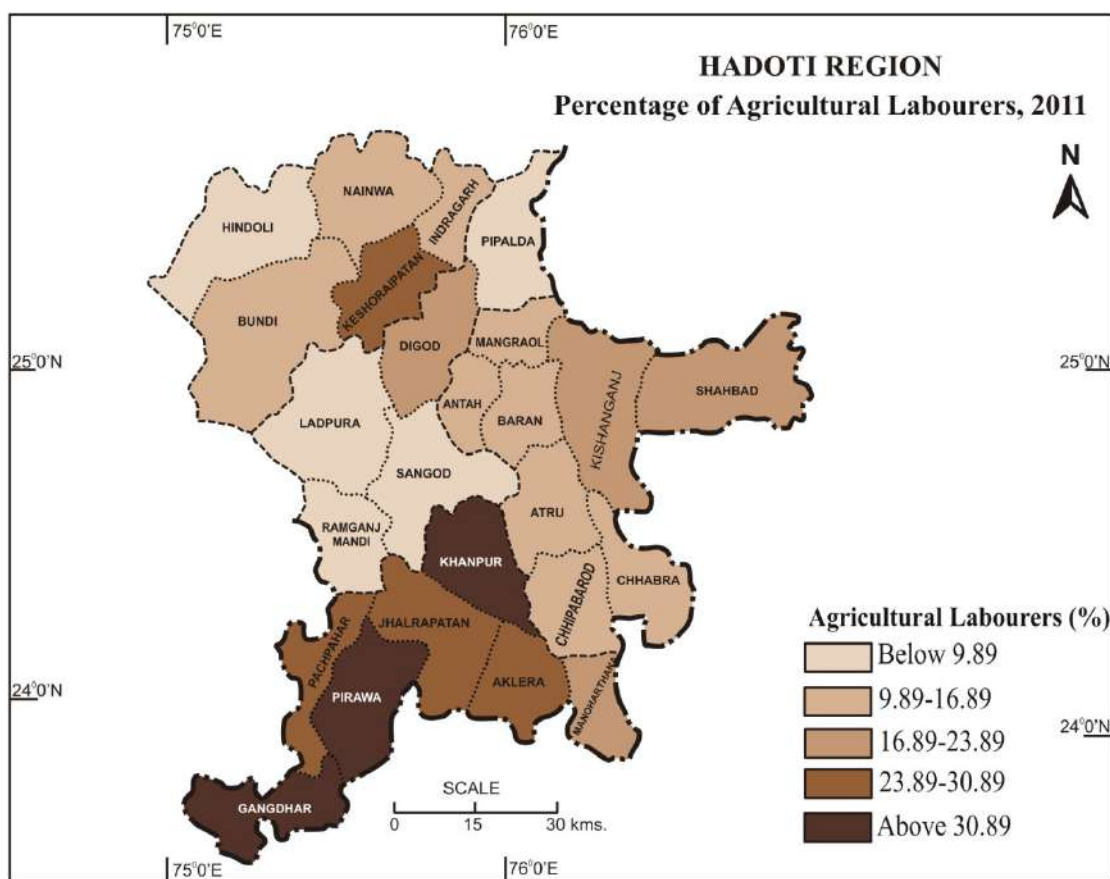 75°0'E
76°0'E
HADOTI REGION
Percentage of Agricultural Labourers, 2011
N
NAINWA
INDRAGARH
HINDOLI
PIPALDA
KESHORAIPATAN
BUNDI
DIGOD
MANGRAOL
25°0'N
25°0'N
KISHANGANJ
SHAHBAD
ANTAH
BARAN
LADPURA
SANGOD
ATRU
RAMGANJ
MANDI
KHANPUR
CHHIPABAROD
CHHABRA
PACHPAHAR
JHALRAPATAN
AKLERA
MANOHARTHANA
PIRAWA
24°0'N
24°0'N
GANGDHAR
Agricultural Labourers (%)
Below 9.89
9.89-16.89
16.89-23.89
23.89-30.89
Above 30.89
SCALE
0 15 30 kms.
75°0'E
76°0'E